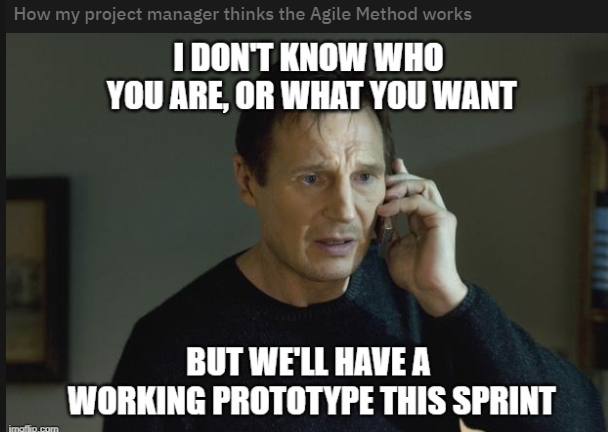 How my project manager thinks the Agile Method works
I DON'T KNOW WHO
YOU ARE, OR WHAT YOU WANT
BUT WE'LL HAVE A
WORKING PROTOTYPE THIS SPRINT
imgflip.com